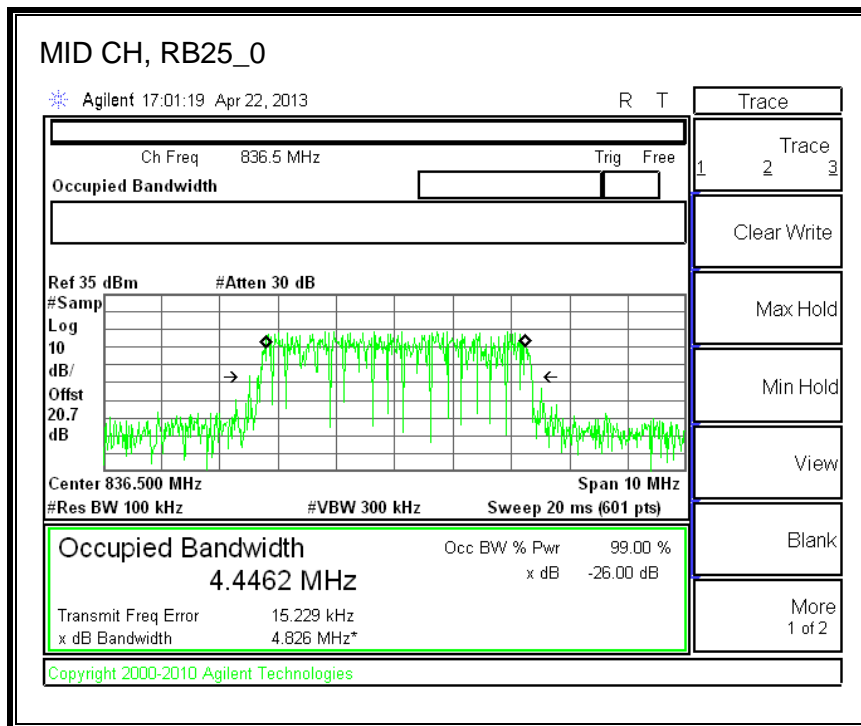 MID CH, RB25_0
Agilent 17:01:19 Apr 22, 2013 R T
Ch Freq 836.5 MHz Trig Free
Occupied Bandwidth
Ref 35 dBm #Atten 30 dB
#Samp
Log
10
dB/
Offst
20.7
dB
Center 836.500 MHz Span 10 MHz
#Res BW 100 kHz #VBW 300 kHz Sweep 20 ms (601 pts)
Occupied Bandwidth Occ BW % Pwr 99.00 %
4.4462 MHz x dB -26.00 dB
Transmit Freq Error 15.229 kHz
x dB Bandwidth 4.826 MHz*
Copyright 2000-2010 Agilent Technologies
Trace
Trace
1 2 3
Clear Write
Max Hold
Min Hold
View
Blank
More
1 of 2